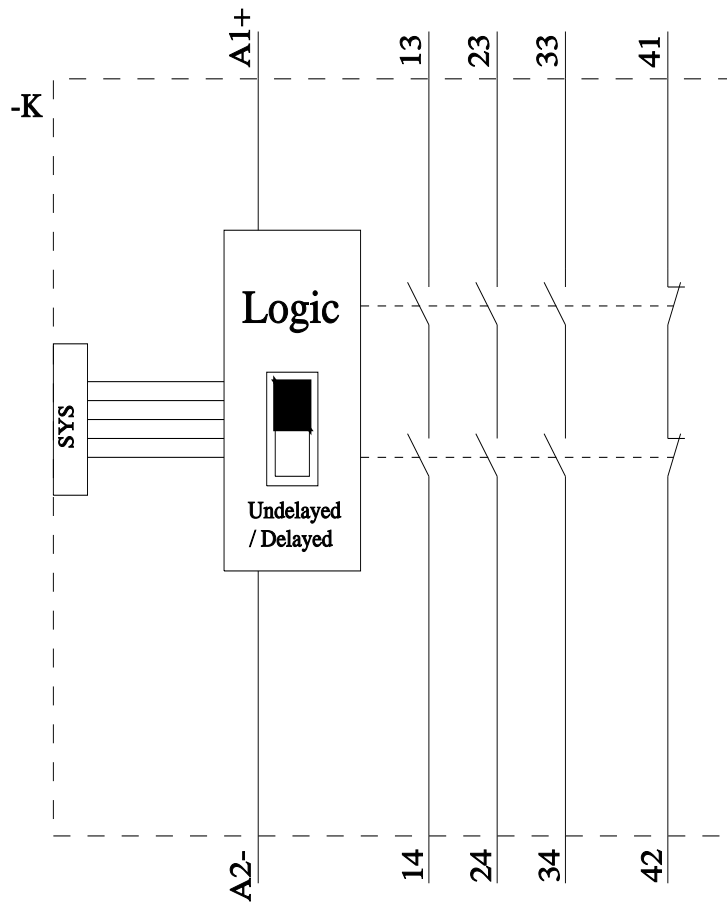 A1+
13
23
33
41
-K
Logic
SYS
Undelayed
/ Delayed
A2-
14
24
34
42